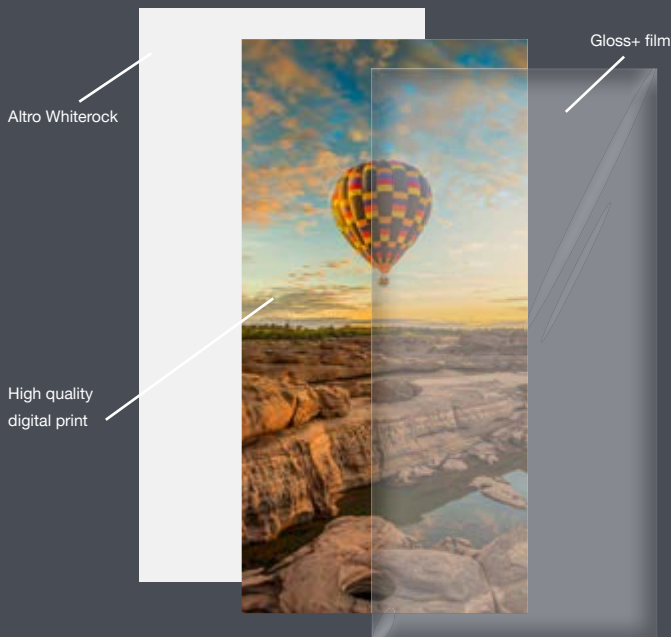 Gloss+ film
Altro Whiterock
High quality
digital print